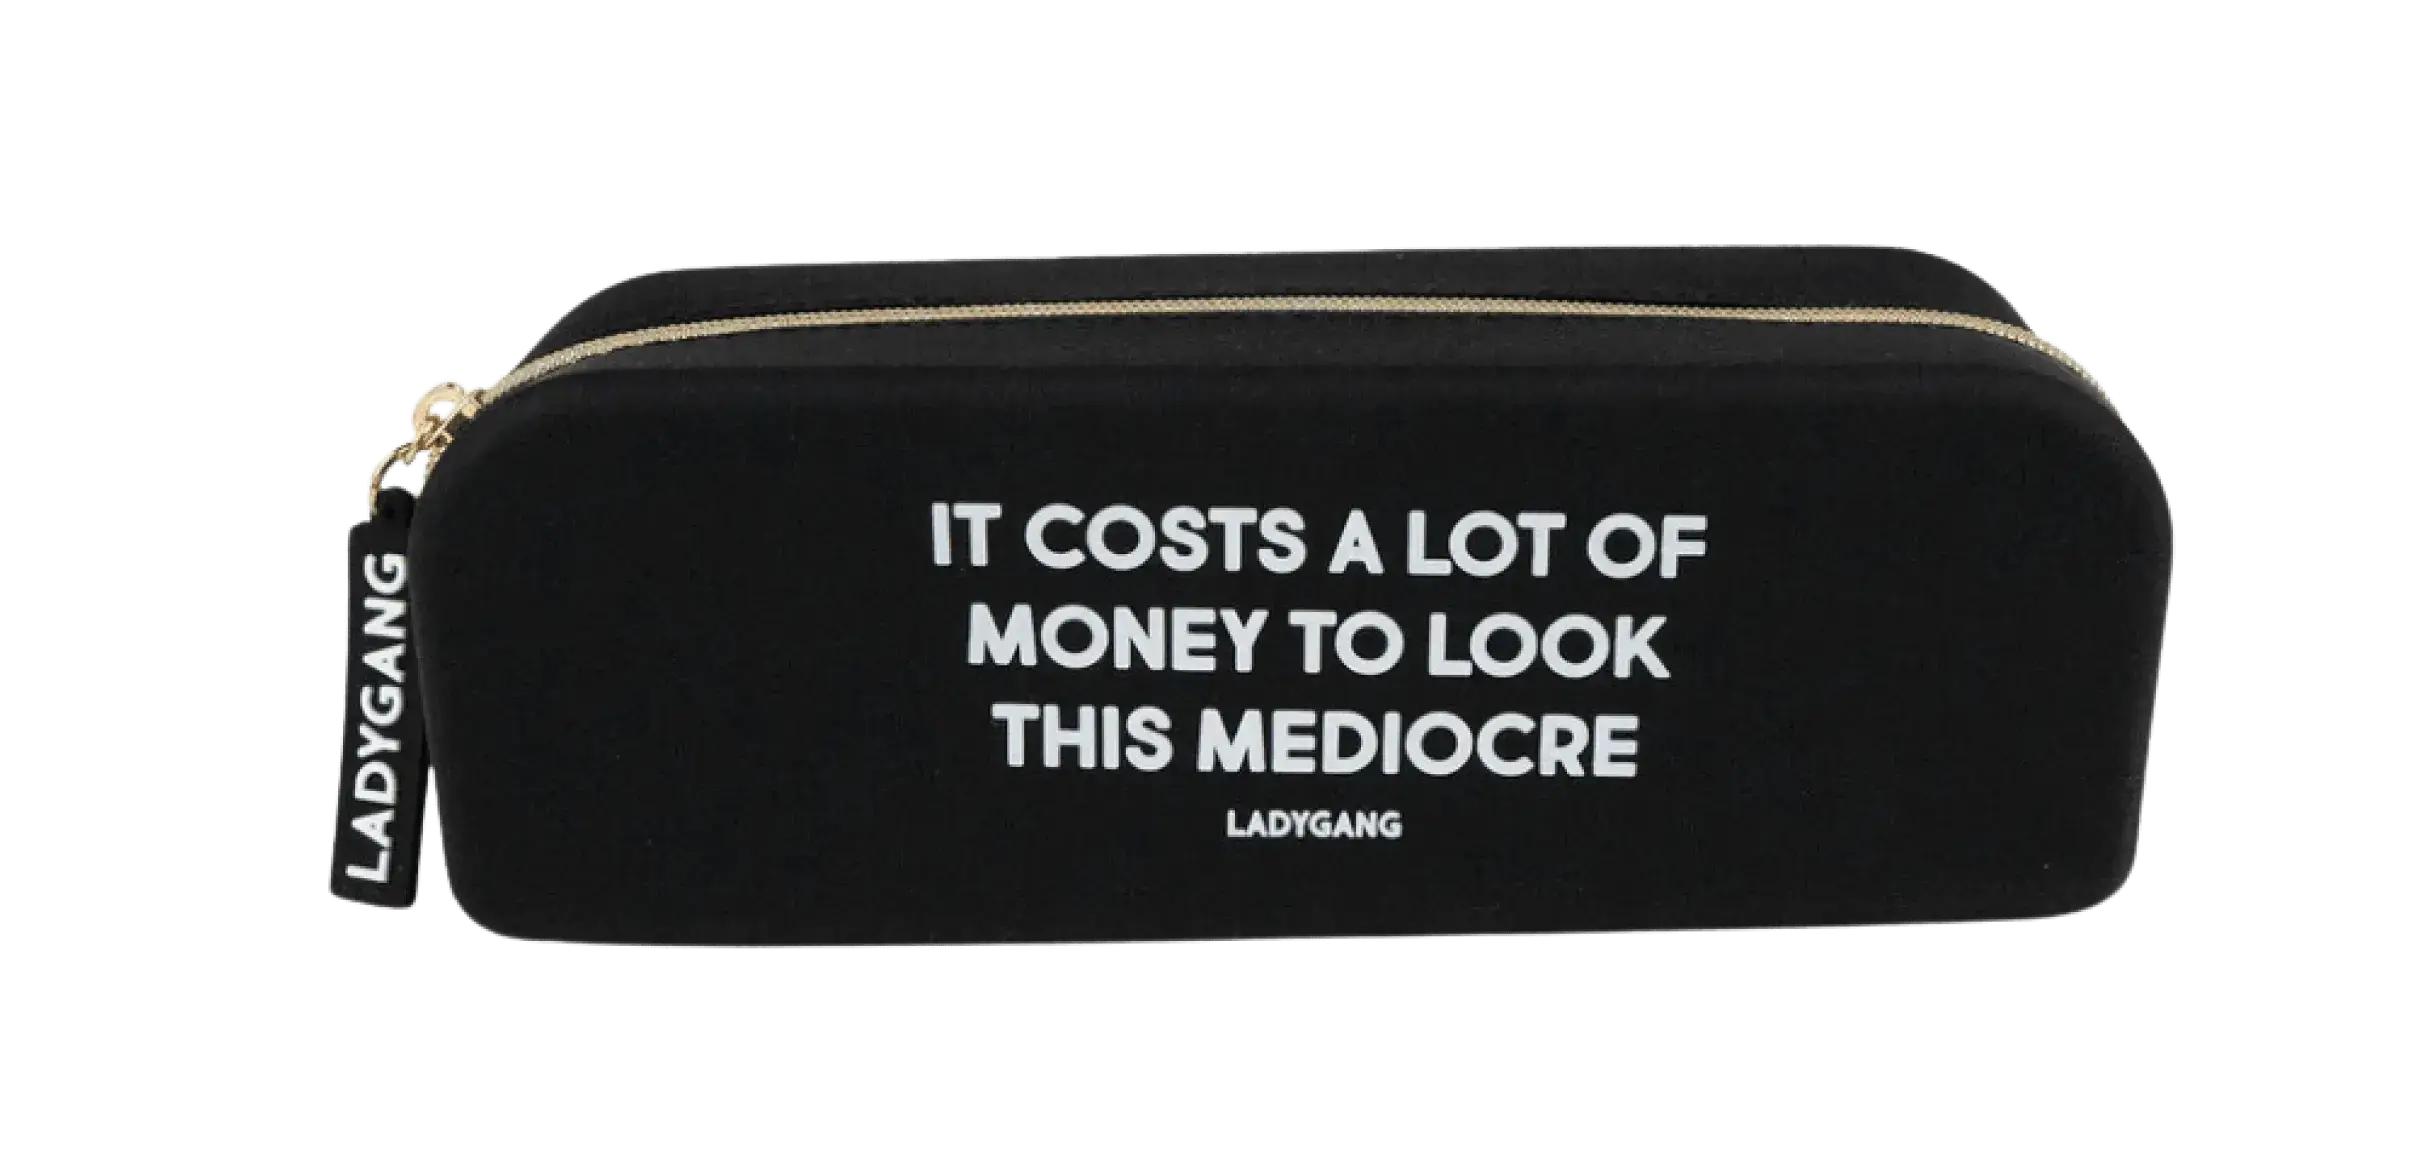 IT COSTS A LOT OF
MONEY TO LOOK
THIS MEDIOCRE
LADYGANG
LADYGANG